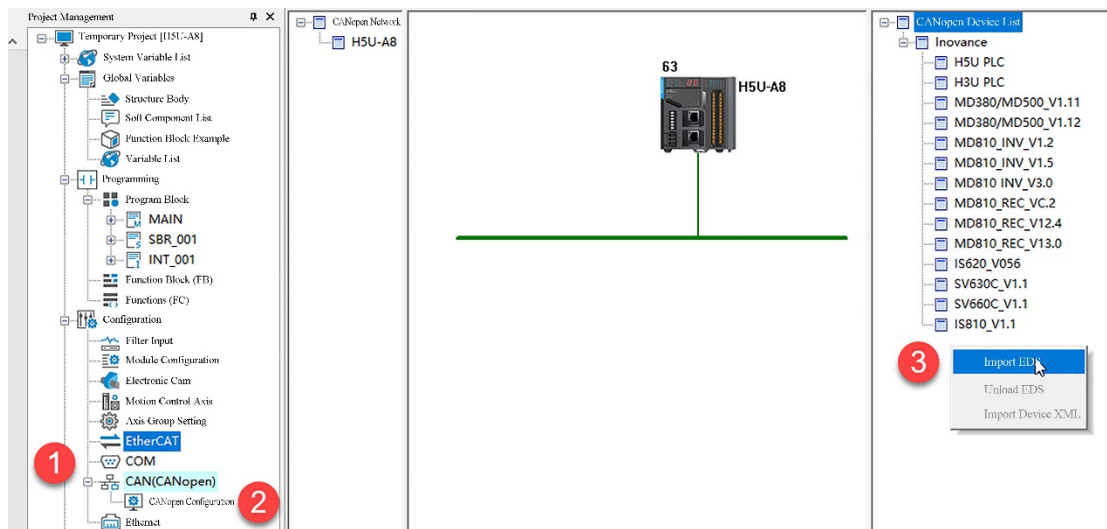 Project Management
Temporary Project [H5U-A8]
System Variable List
Global Variables
Structure Body
Soft Component List
Function Block Example
Variable List
Programming
Program Block
MAIN
SBR_001
INT_001
Function Block (FB)
Functions (FC)
Configuration
Filter Input
Module Configuration
Electronic Cam
Motion Control Axis
Axis Group Setting
EtherCAT
1
COM
CAN(CANopen)
CANopen Configuration
2
Ethernet
CANopen Network
H5U-A8
63
H5U-A8
CANopen Device List
Inovance
H5U PLC
H3U PLC
MD380/MD500_V1.11
MD380/MD500_V1.12
MD810_INV_V1.2
MD810_INV_V1.5
MD810 INV_V3.0
MD810_REC_VC.2
MD810_REC_V12.4
MD810_REC_V13.0
IS620_V056
SV630C_V1.1
SV660C_V1.1
IS810_V1.1
3
Import EDS
Unload EDS
Import Device XML